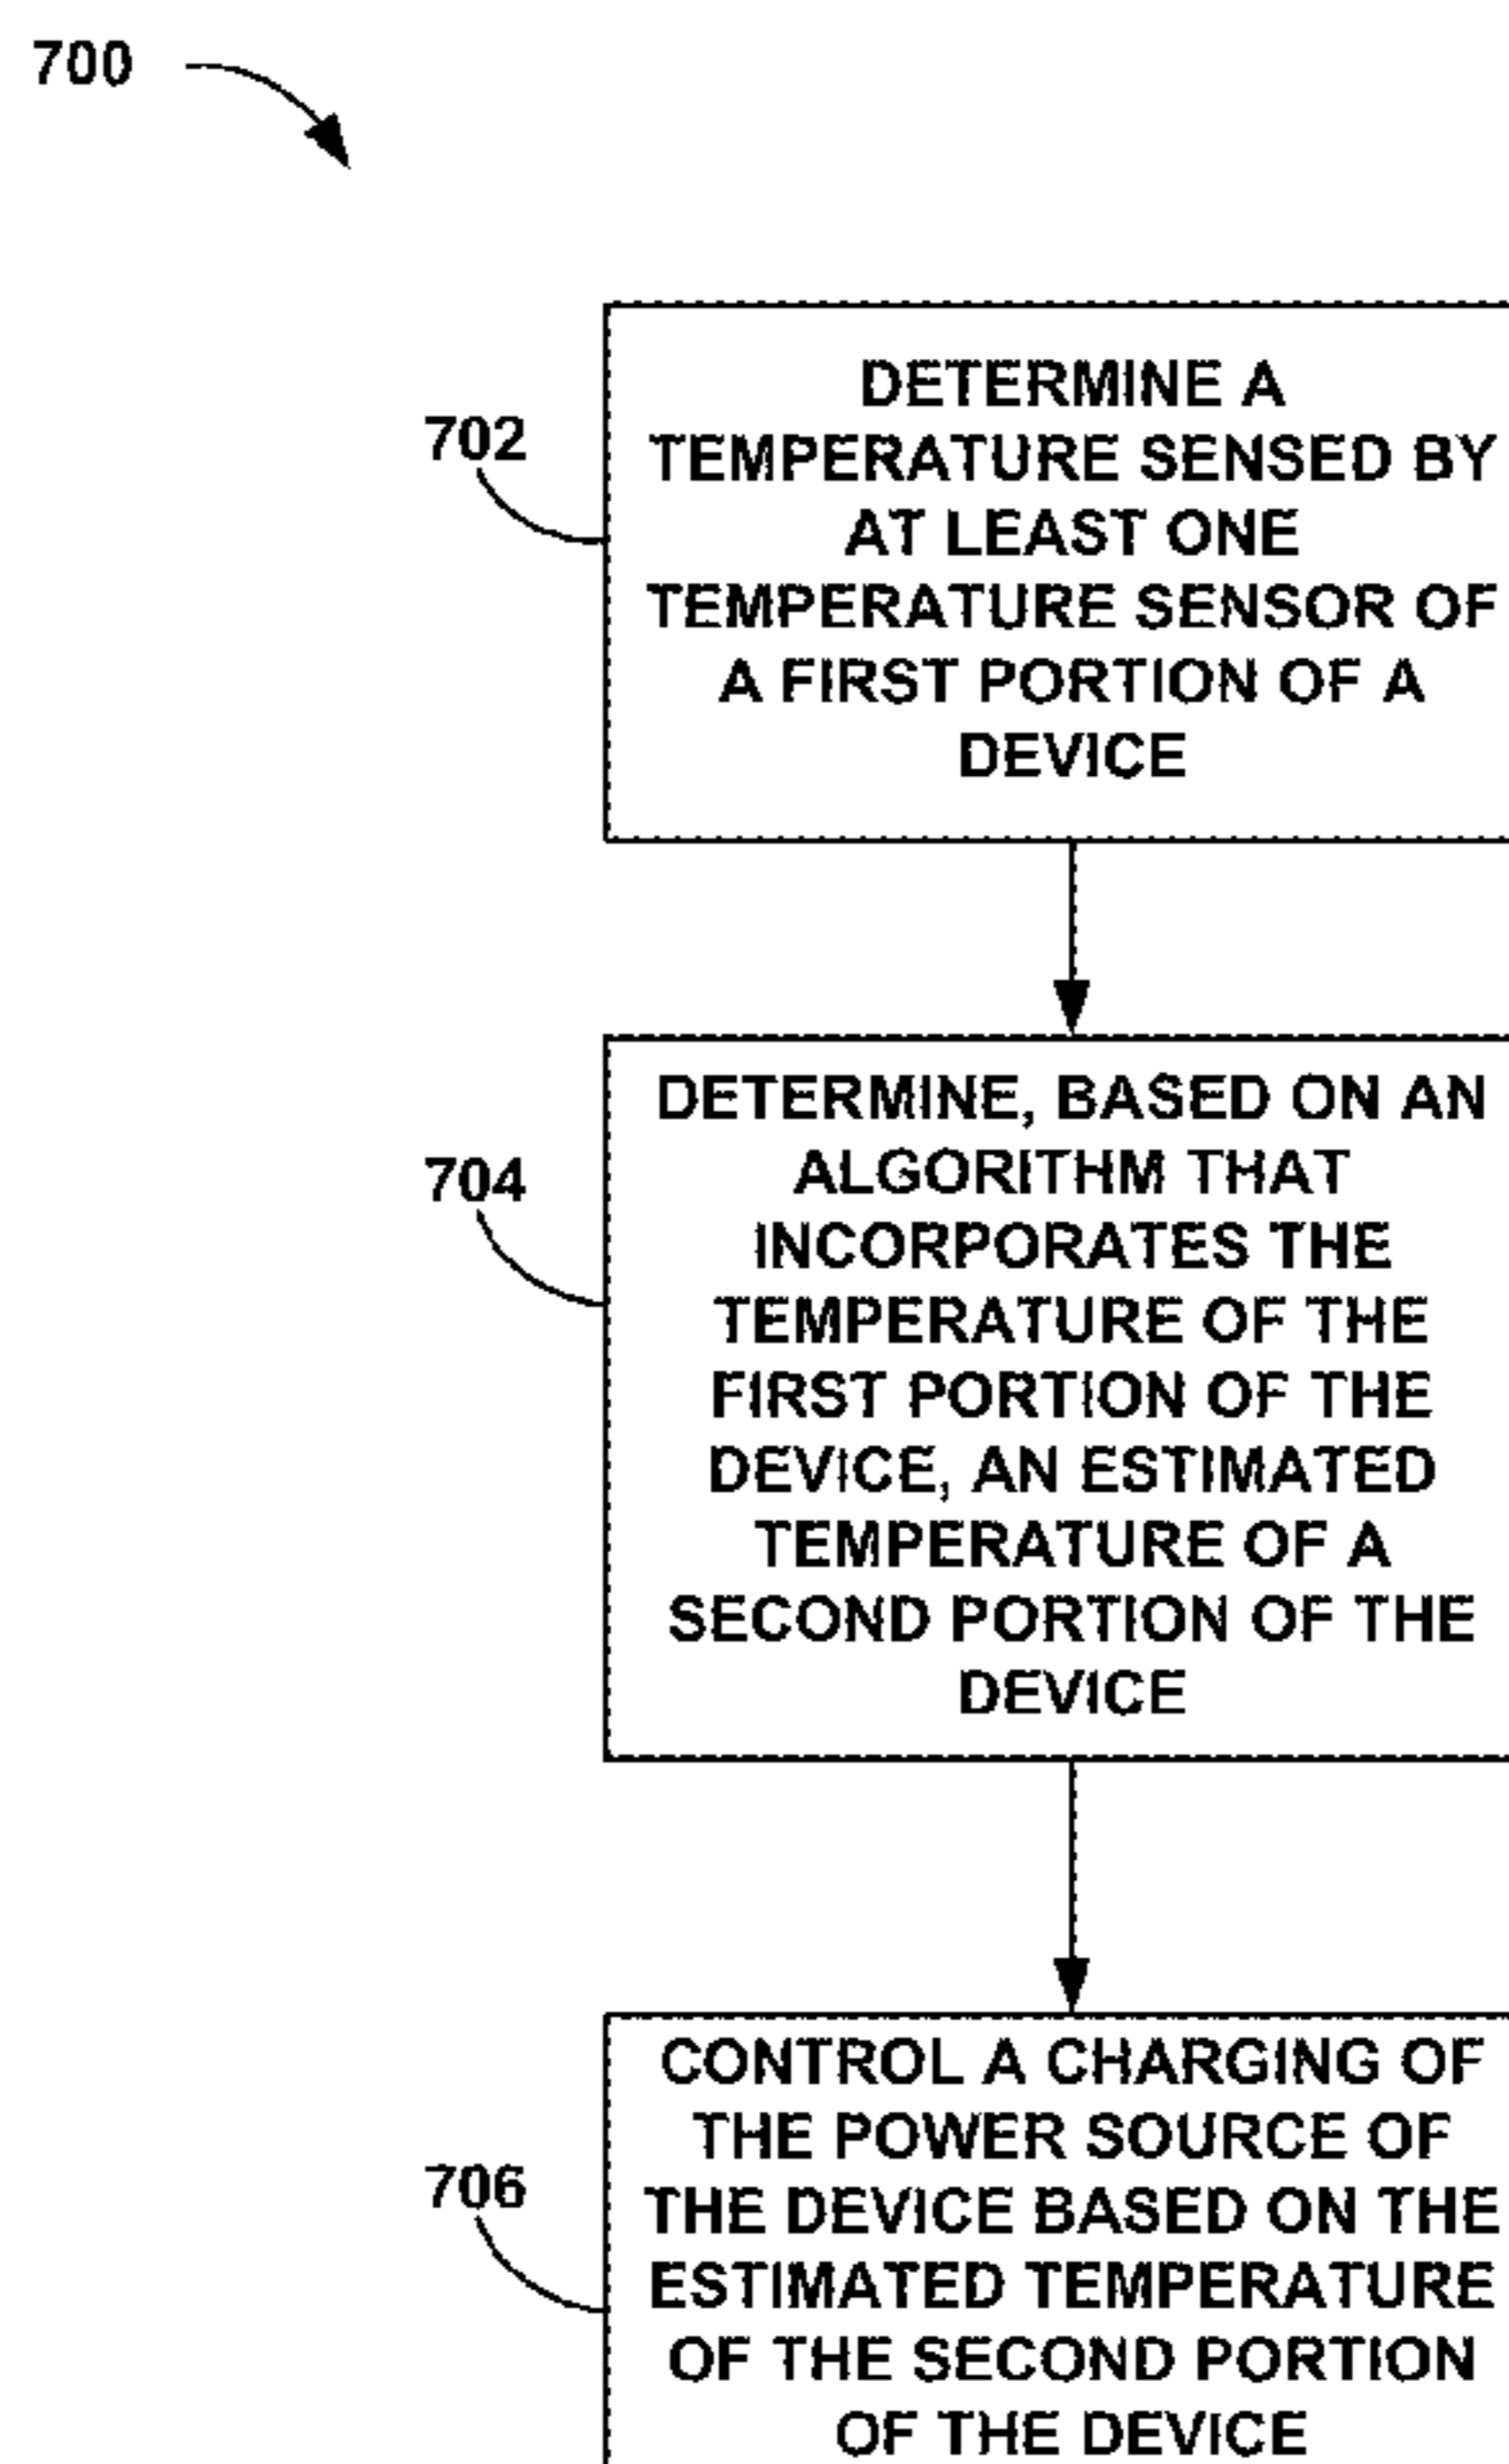 700
702
DETERMINE A
TEMPERATURE SENSED BY
AT LEAST ONE
TEMPERATURE SENSOR OF
A FIRST PORTION OF A
DEVICE
704
DETERMINE, BASED ON AN
ALGORITHM THAT
INCORPORATES THE
TEMPERATURE OF THE
FIRST PORTION OF THE
DEVICE, AN ESTIMATED
TEMPERATURE OF A
SECOND PORTION OF THE
DEVICE
706
CONTROL A CHARGING OF
THE POWER SOURCE OF
THE DEVICE BASED ON THE
ESTIMATED TEMPERATURE
OF THE SECOND PORTION
OF THE DEVICE